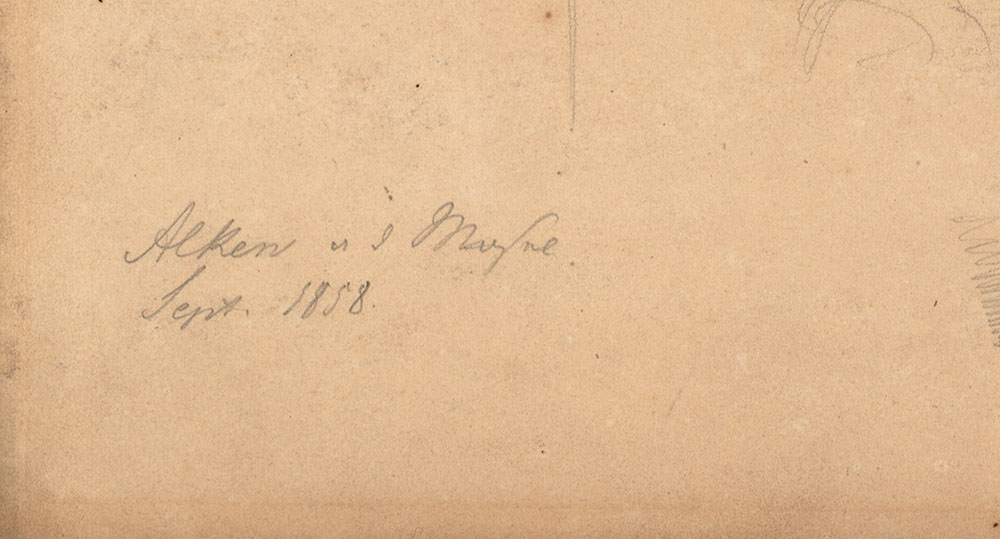 Alken a d
Sept. 1858.